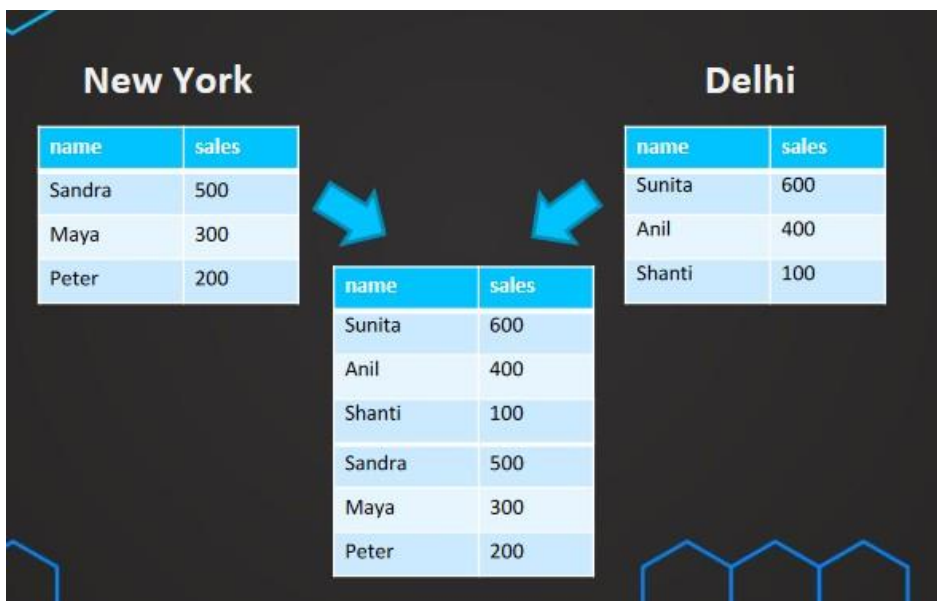 New York
name sales
Sandra 500
Maya 300
Peter 200
Delhi
name sales
Sunita 600
Anil 400
Shanti 100
name sales
Sunita 600
Anil 400
Shanti 100
Sandra 500
Maya 300
Peter 200